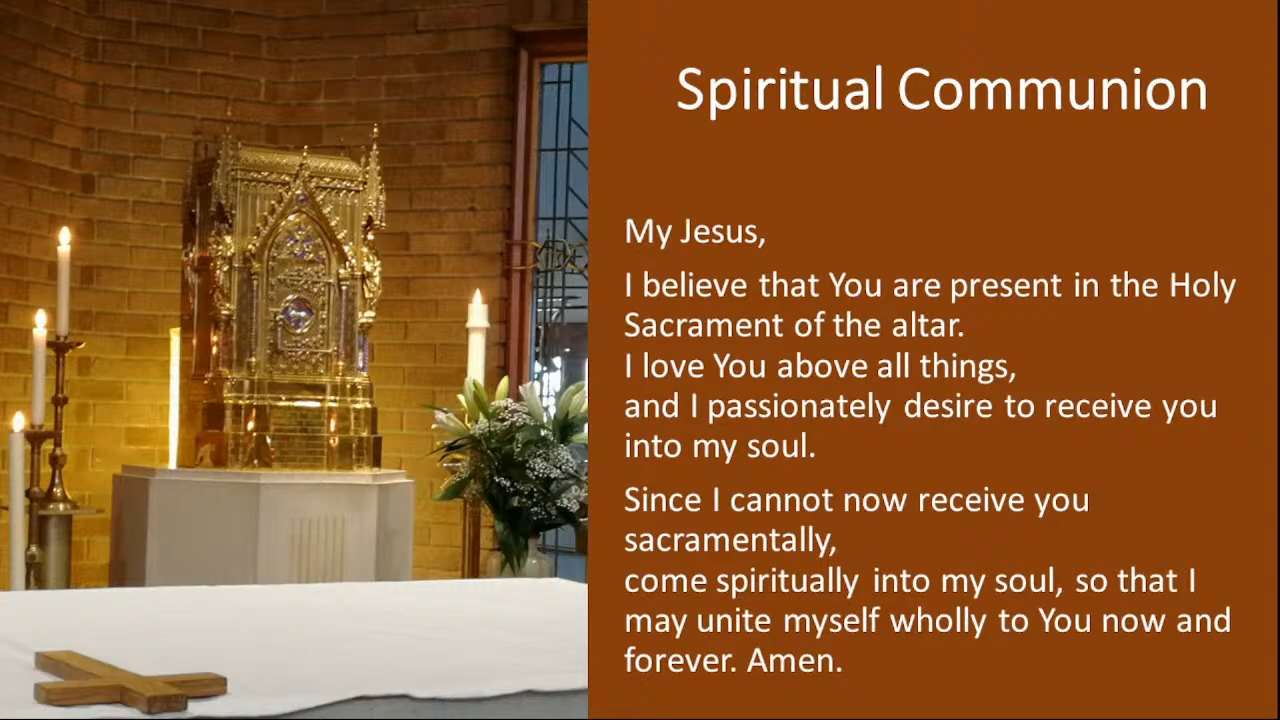 Spiritual Communion
My Jesus,
I believe that You are present in the Holy
Sacrament of the altar.
I love You above all things,
and I passionately desire to receive you
into my soul.
Since I cannot now receive you
sacramentally,
come spiritually into my soul, so that I
may unite myself wholly to You now and
forever. Amen.